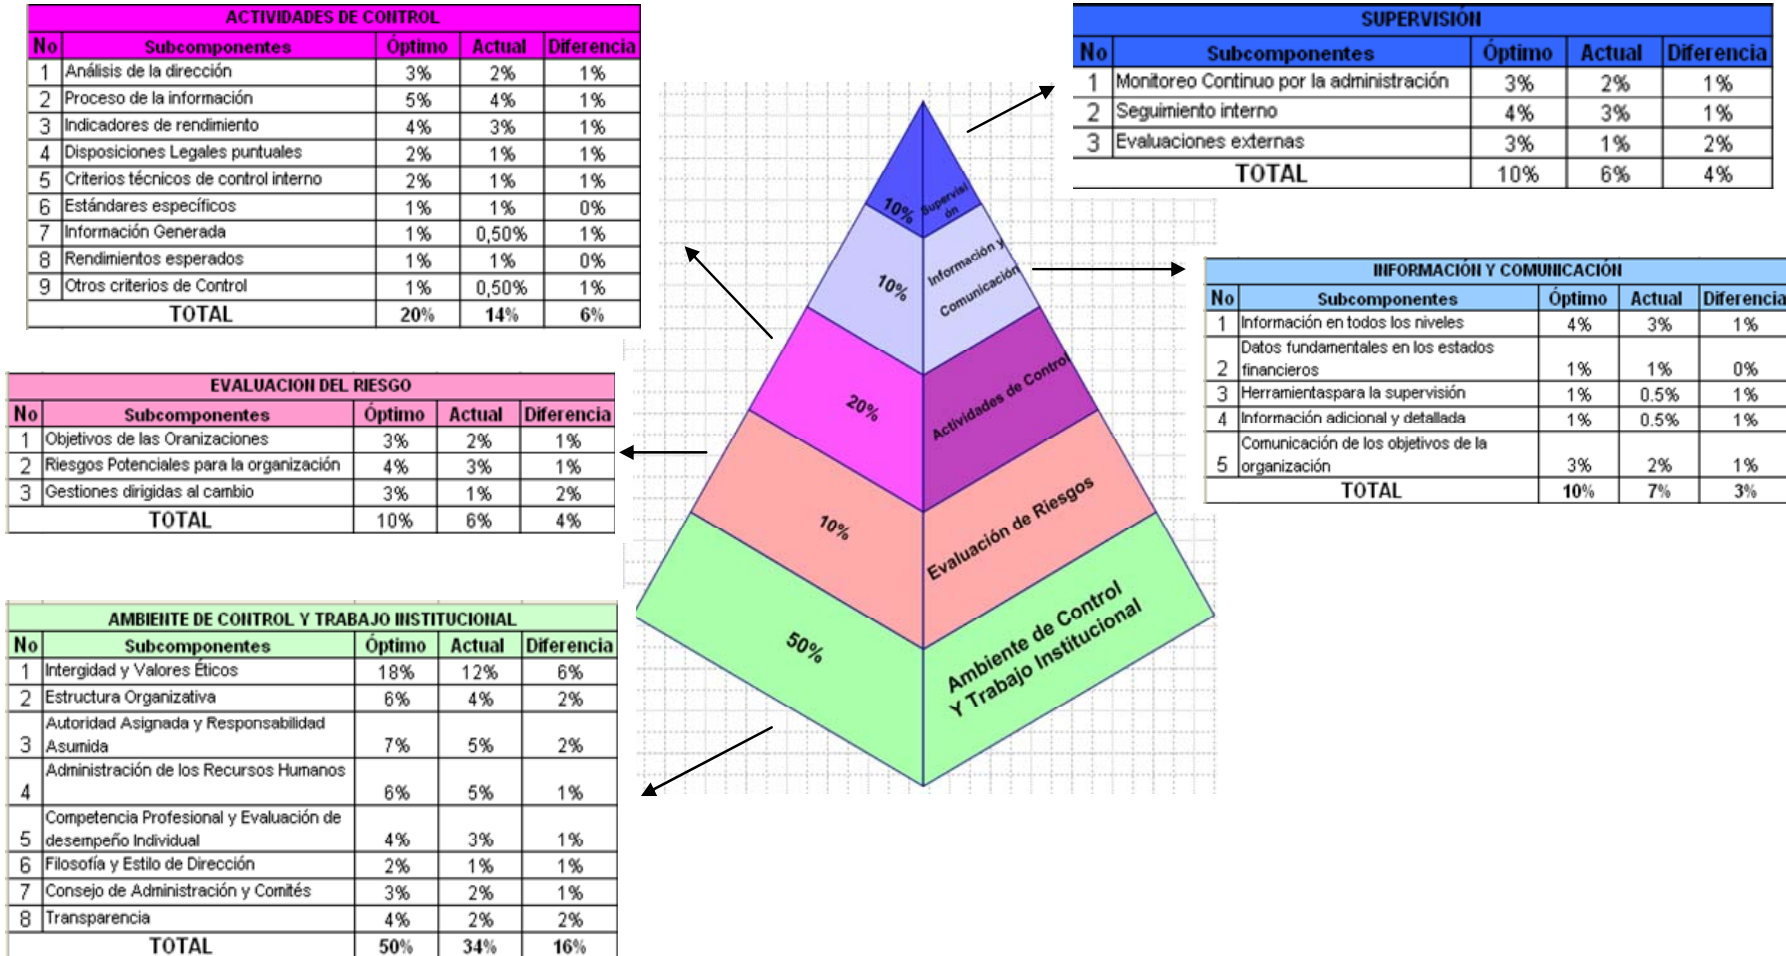 ACTIVIDADES DE CONTROL
No Subcomponentes Óptimo Actual Diferencia
1 Análisis de la dirección 3% 2% 1%
2 Proceso de la información 5% 4% 1%
3 Indicadores de rendimiento 4% 3% 1%
4 Disposiciones Legales puntuales 2% 1% 1%
5 Criterios técnicos de control interno 2% 1% 1%
6 Estándares específicos 1% 1% 0%
7 Información Generada 1% 0,50% 1%
8 Rendimientos esperados 1% 1% 0%
9 Otros criterios de Control 1% 0,50% 1%
TOTAL 20% 14% 6%
SUPERVISIÓN
No Subcomponentes Óptimo Actual Diferencia
1 Monitoreo Continuo por la administración 3% 2% 1%
2 Seguimiento interno 4% 3% 1%
3 Evaluaciones externas 3% 1% 2%
TOTAL 10% 6% 4%
INFORMACIÓN Y COMUNICACIÓN
No Subcomponentes Óptimo Actual Diferencia
1 Información en todos los niveles 4% 3% 1%
Datos fundamentales en los estados
2 financieros 1% 1% 0%
3 Herramientaspara la supervisión 1% 0.5% 1%
4 Información adicional y detallada 1% 0.5% 1%
Comunicación de los objetivos de la
5 organización 3% 2% 1%
TOTAL 10% 7% 3%
EVALUACION DEL RIESGO
No Subcomponentes Óptimo Actual Diferencia
1 Objetivos de las Oranizaciones 3% 2% 1%
2 Riesgos Potenciales para la organización 4% 3% 1%
3 Gestiones dirigidas al cambio 3% 1% 2%
TOTAL 10% 6% 4%
AMBIENTE DE CONTROL Y TRABAJO INSTITUCIONAL
No Subcomponentes Óptimo Actual Diferencia
1 Intergidad y Valores Éticos 18% 12% 6%
2 Estructura Organizativa 6% 4% 2%
Autoridad Asignada y Responsabilidad
3 Asumida 7% 5% 2%
Administración de los Recursos Humanos
4 6% 5% 1%
Competencia Profesional y Evaluación de
5 desempeño Individual 4% 3% 1%
6 Filosofía y Estilo de Dirección 2% 1% 1%
7 Consejo de Administración y Comités 3% 2% 1%
8 Transparencia 4% 2% 2%
TOTAL 50% 34% 16%
10%
Supervisi
ón
10%
Información y
Comunicación
20%
Actividades de Control
10%
Evaluación de Riesgos
50%
Ambiente de Control
Y Trabajo Institucional